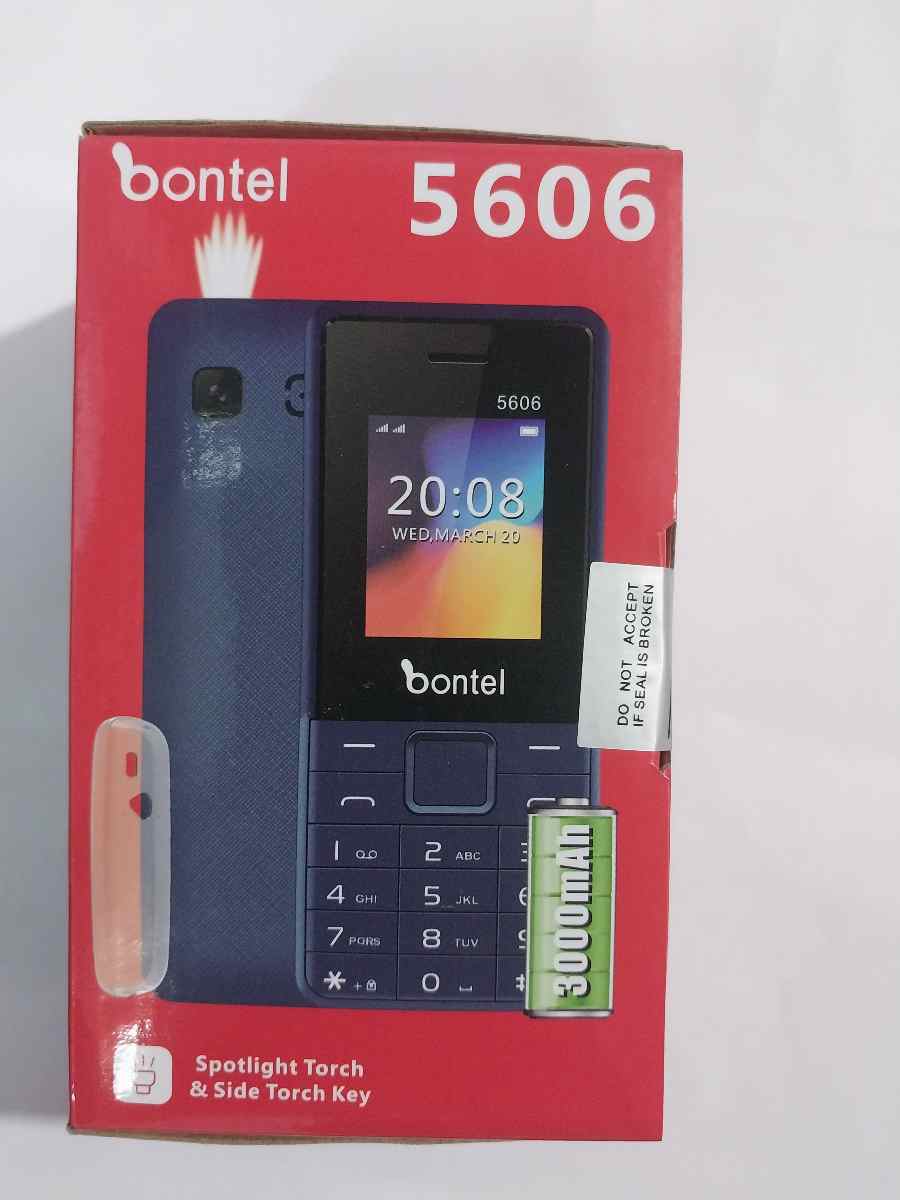 bontel
5606
5606
20:08
WED,MARCH 20
bontel
DO NOT ACCEPT
IF SEAL IS BROKEN
1
2 ABC
4 GHI
5 JKL
7 PQRS
8 TUV
* +
0
3000mAh
Spotlight Torch
& Side Torch Key